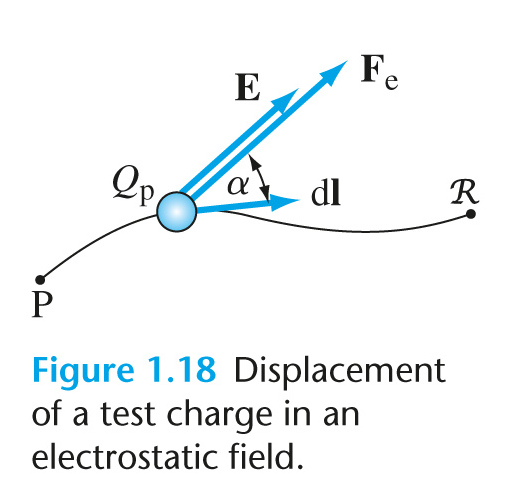 E
Fe
Qp
α
dl
R
P
Figure 1.18 Displacement
of a test charge in an
electrostatic field.